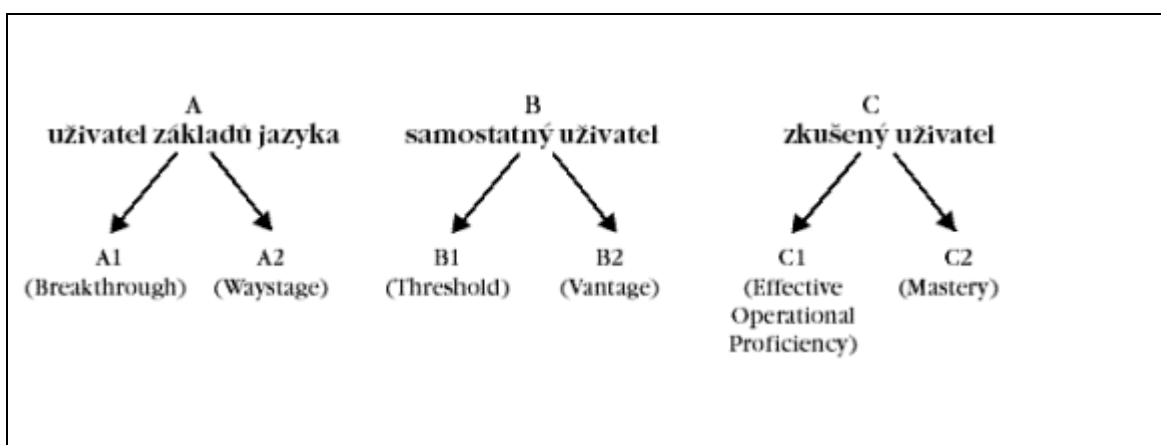 A
uživatel základů jazyka
B
samostatný uživatel
C
zkušený uživatel
A1
(Breakthrough)
A2
(Waystage)
B1
(Threshold)
B2
(Vantage)
C1
(Effective
Operational
Proficiency)
C2
(Mastery)